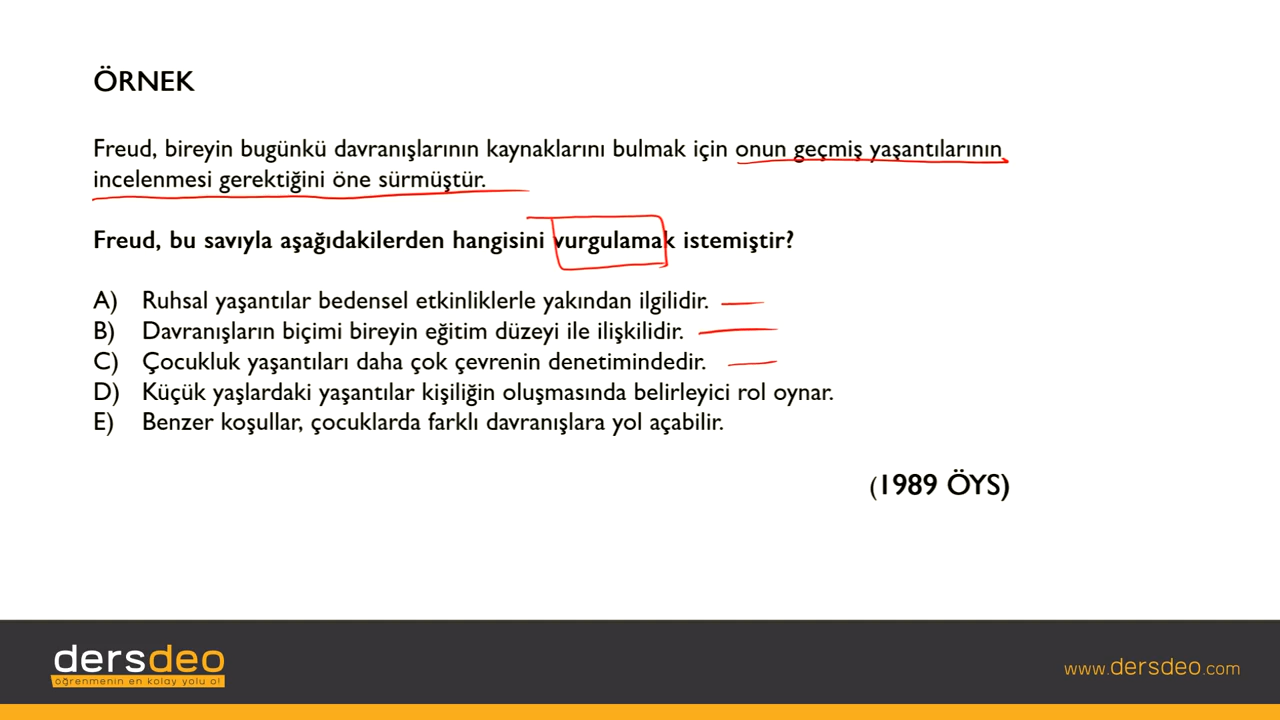 ÖRNEK
Freud, bireyin bugünkü davranışlarının kaynaklarını bulmak için onun geçmiş yaşantılarının
incelenmesi gerektiğini öne sürmüştür.
Freud, bu savıyla aşağıdakilerden hangisini vurgulamak istemiştir?
A) Ruhsal yaşantılar bedensel etkinliklerle yakından ilgilidir.
B) Davranışların biçimi bireyin eğitim düzeyi ile ilişkilidir.
C) Çocukluk yaşantıları daha çok çevrenin denetimindedir.
D) Küçük yaşlardaki yaşantılar kişiliğin oluşmasında belirleyici rol oynar.
E) Benzer koşullar, çocuklarda farklı davranışlara yol açabilir.
(1989 ÖYS)
dersdeo
öğrenmenin en kolay yolu o!
www.dersdeo.com